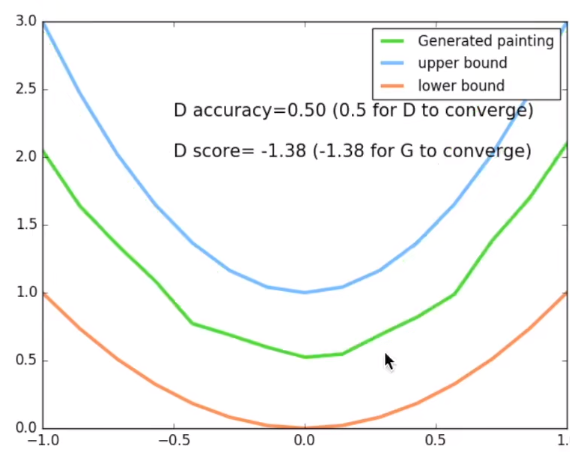 3.0
Generated painting
upper bound
lower bound
2.5
D accuracy=0.50 (0.5 for D to converge)
2.0
D score= -1.38 (-1.38 for G to converge)
1.5
1.0
0.5
0.0
−1.0 −0.5 0.0 0.5 1.